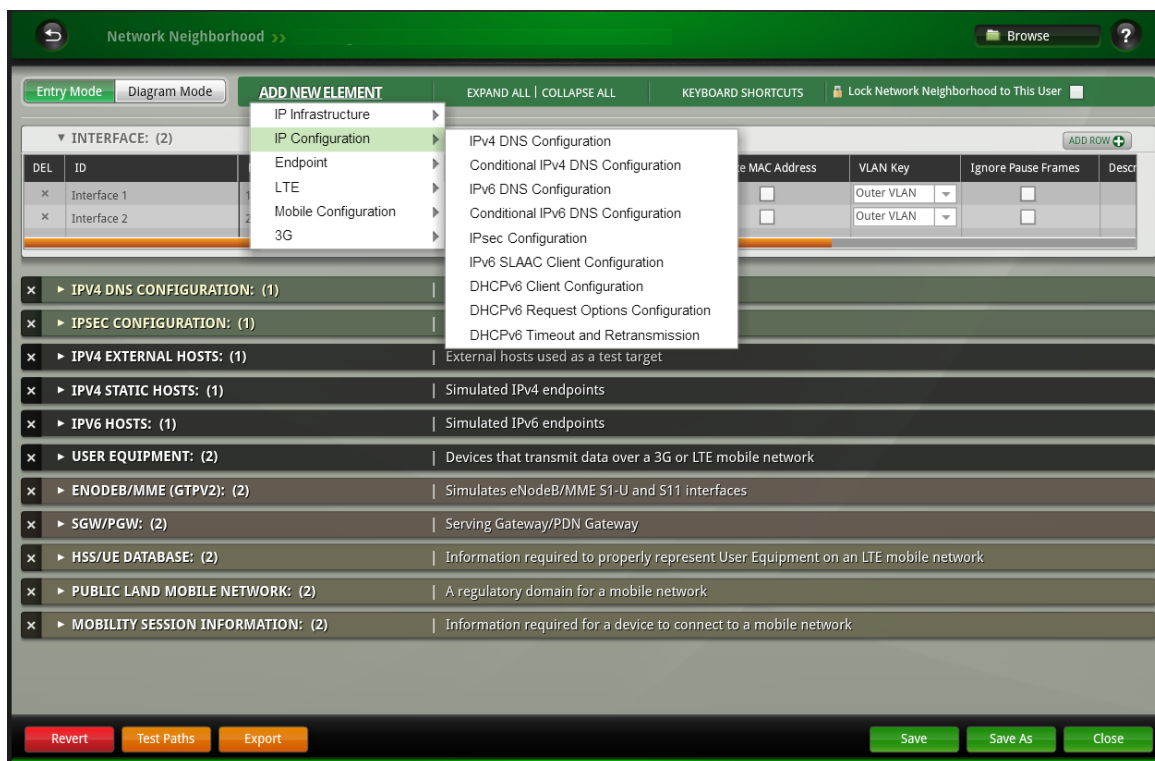 Network Neighborhood >>
Browse
?
Entry Mode Diagram Mode ADD NEW ELEMENT EXPAND ALL | COLLAPSE ALL KEYBOARD SHORTCUTS Lock Network Neighborhood to This User
IP Infrastructure
IP Configuration
Endpoint
LTE
Mobile Configuration
3G
IPv4 DNS Configuration
Conditional IPv4 DNS Configuration
IPv6 DNS Configuration
Conditional IPv6 DNS Configuration
IPsec Configuration
IPv6 SLAAC Client Configuration
DHCPv6 Client Configuration
DHCPv6 Request Options Configuration
DHCPv6 Timeout and Retransmission
INTERFACE: (2) ADD ROW
DEL ID MAC Address VLAN Key Ignore Pause Frames
× Interface 1 1 Outer VLAN
× Interface 2 2 Outer VLAN
× IPV4 DNS CONFIGURATION: (1) |
× IPSEC CONFIGURATION: (1) |
× IPV4 EXTERNAL HOSTS: (1) | External hosts used as a test target
× IPV4 STATIC HOSTS: (1) | Simulated IPv4 endpoints
× IPV6 HOSTS: (1) | Simulated IPv6 endpoints
× USER EQUIPMENT: (2) | Devices that transmit data over a 3G or LTE mobile network
× ENODEB/MME (GTPV2): (2) | Simulates eNodeB/MME S1-U and S11 interfaces
× SGW/PGW: (2) | Serving Gateway/PDN Gateway
× HSS/UE DATABASE: (2) | Information required to properly represent User Equipment on an LTE mobile network
× PUBLIC LAND MOBILE NETWORK: (2) | A regulatory domain for a mobile network
× MOBILITY SESSION INFORMATION: (2) | Information required for a device to connect to a mobile network
Revert Test Paths Export Save Save As Close